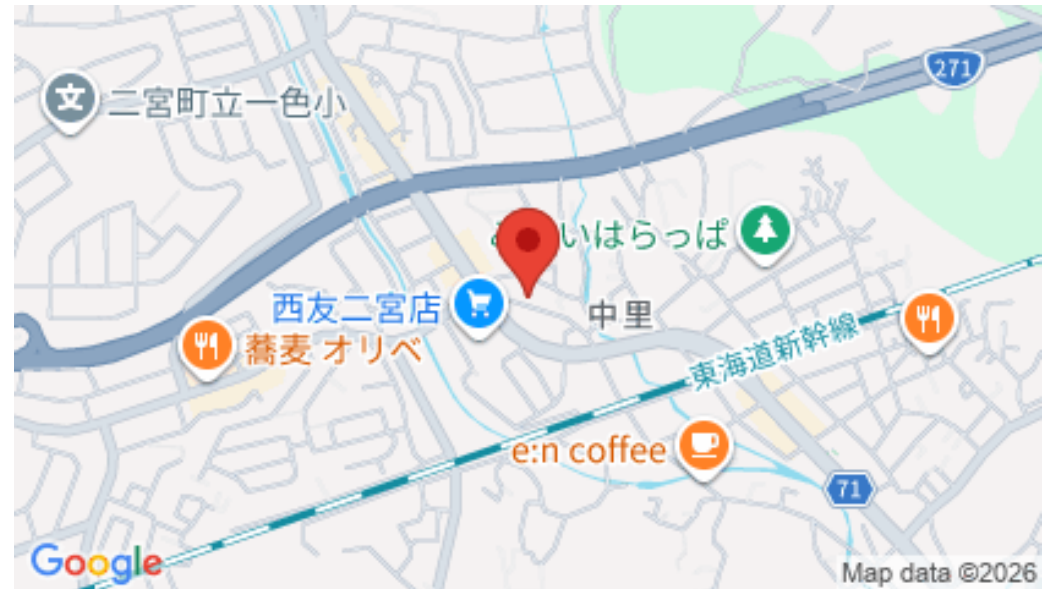 271
文
二宮町立一色小
いはらっぱ
西友二宮店
中里
蕎麦 オリベ
東海道新幹線
e:n coffee
71
Google
Map data ©2026